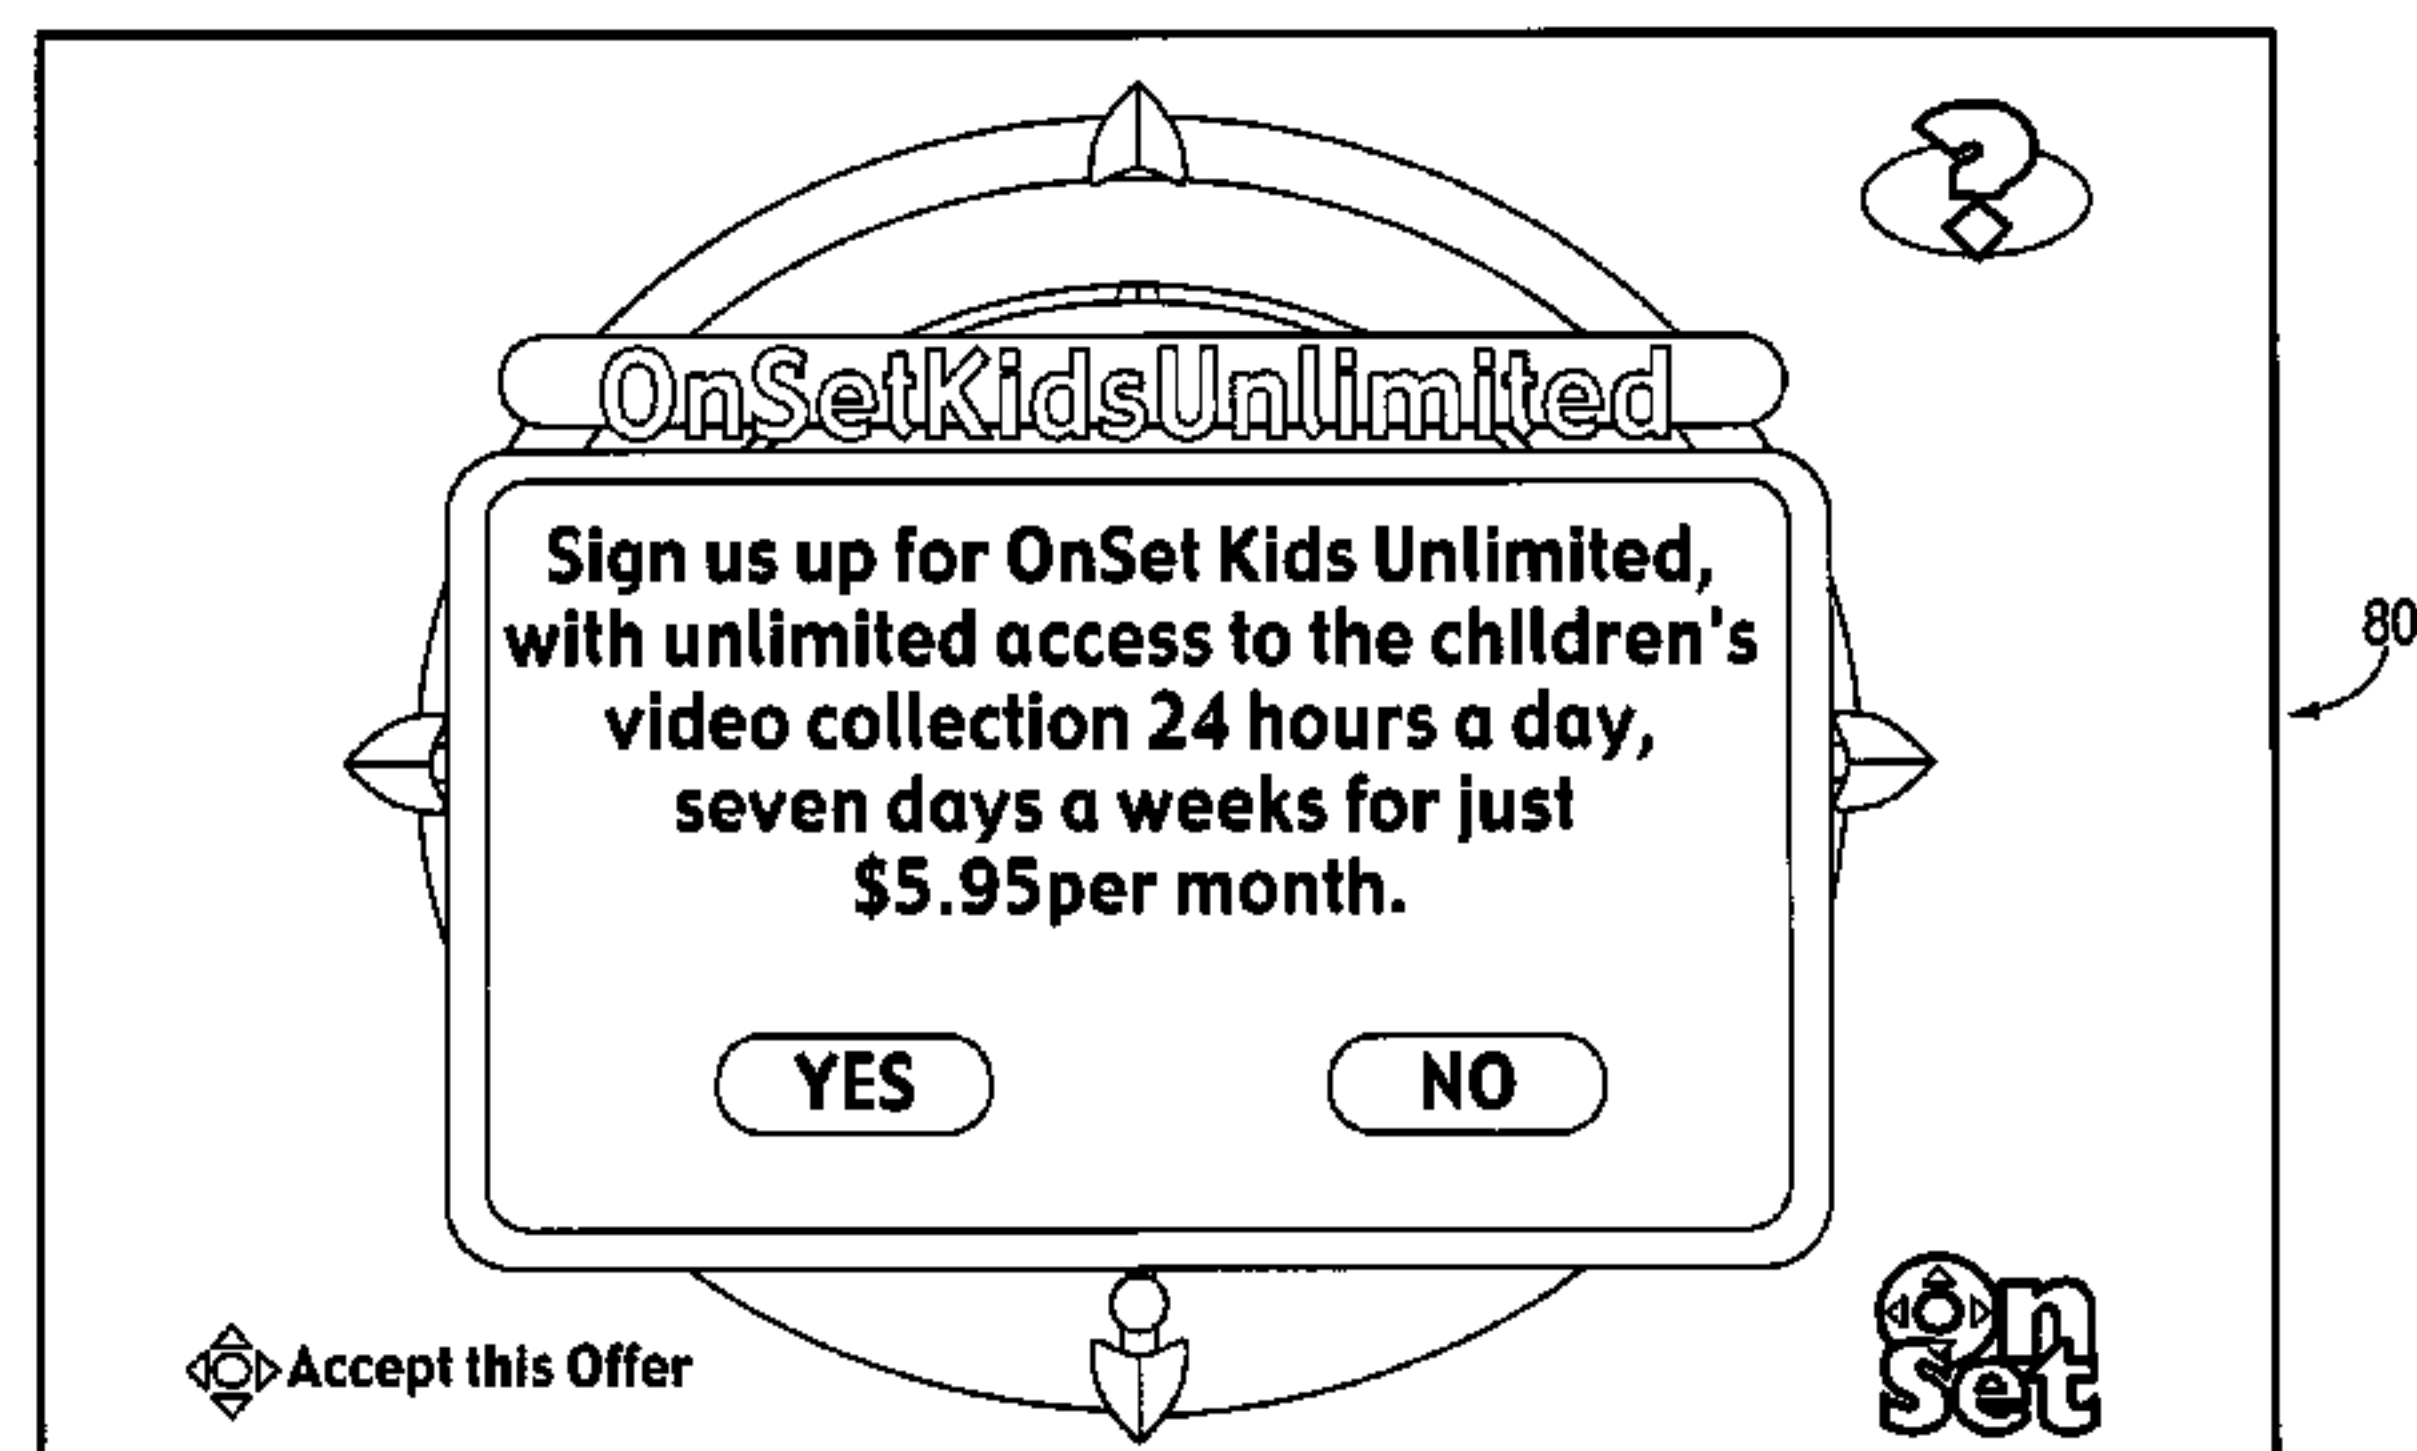 ?
OnSetKidsUnlimited
Sign us up for OnSet Kids Unlimited,
with unlimited access to the children's
video collection 24 hours a day,
seven days a weeks for just
$5.95per month.
YES
NO
80
Accept this Offer
On
Set